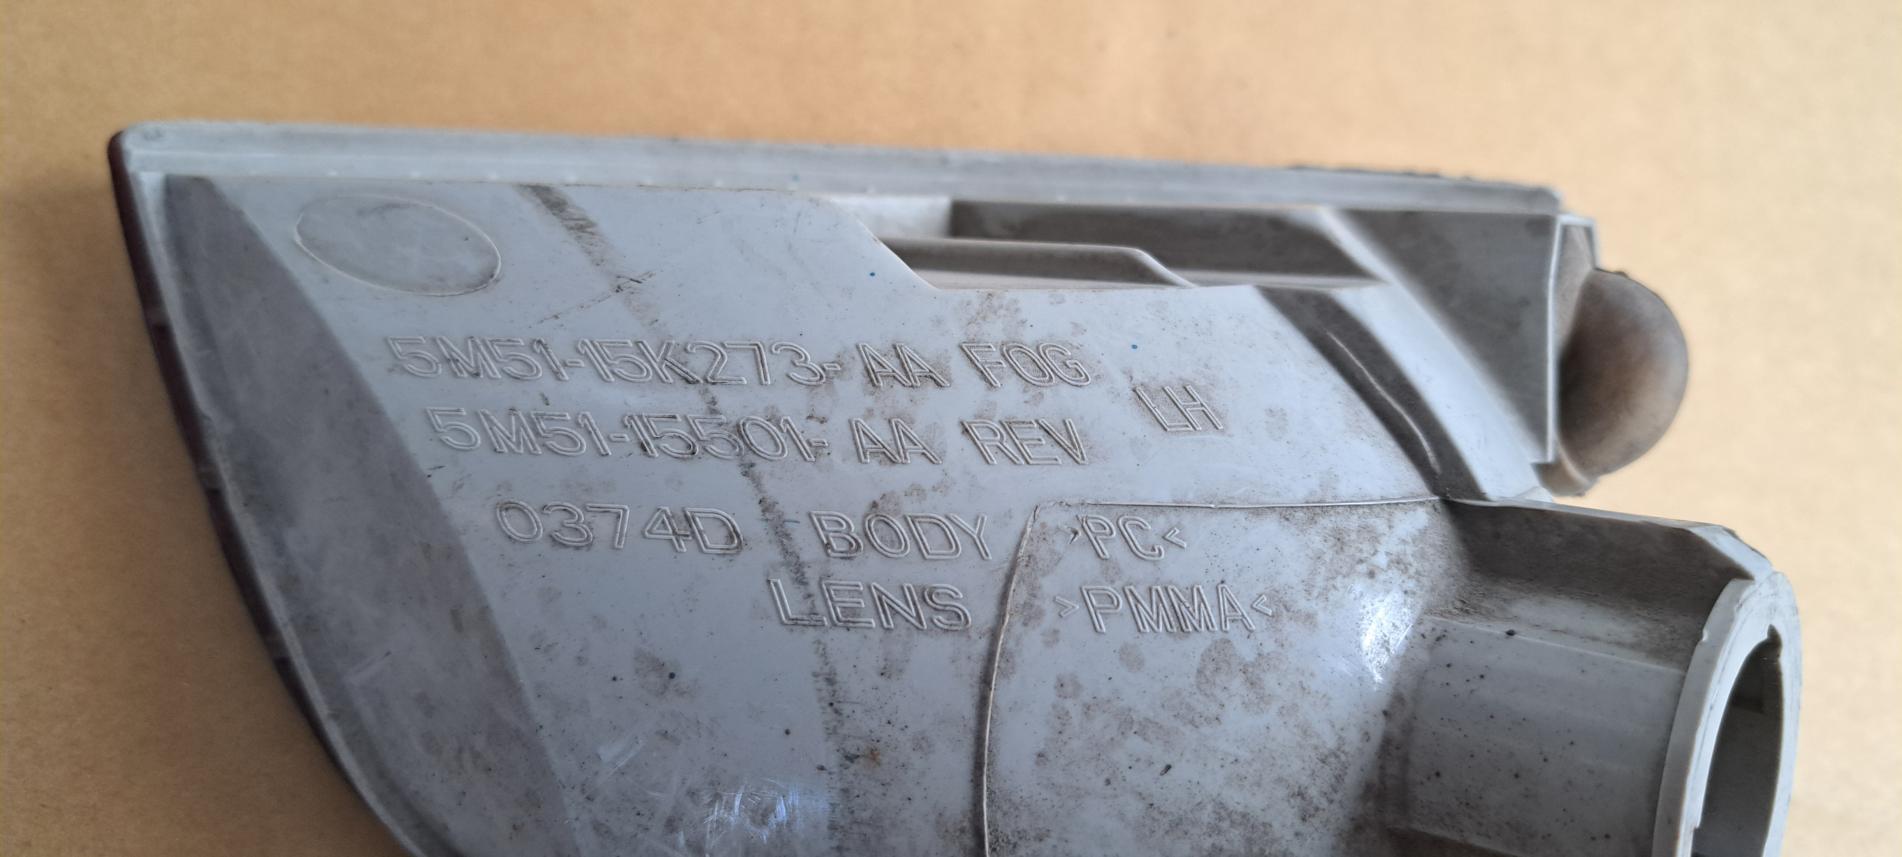 5M51-15K273-AA FOG
5M51-15501-AA REV
LH
0374D BODY >PC<
LENS >PMMA<